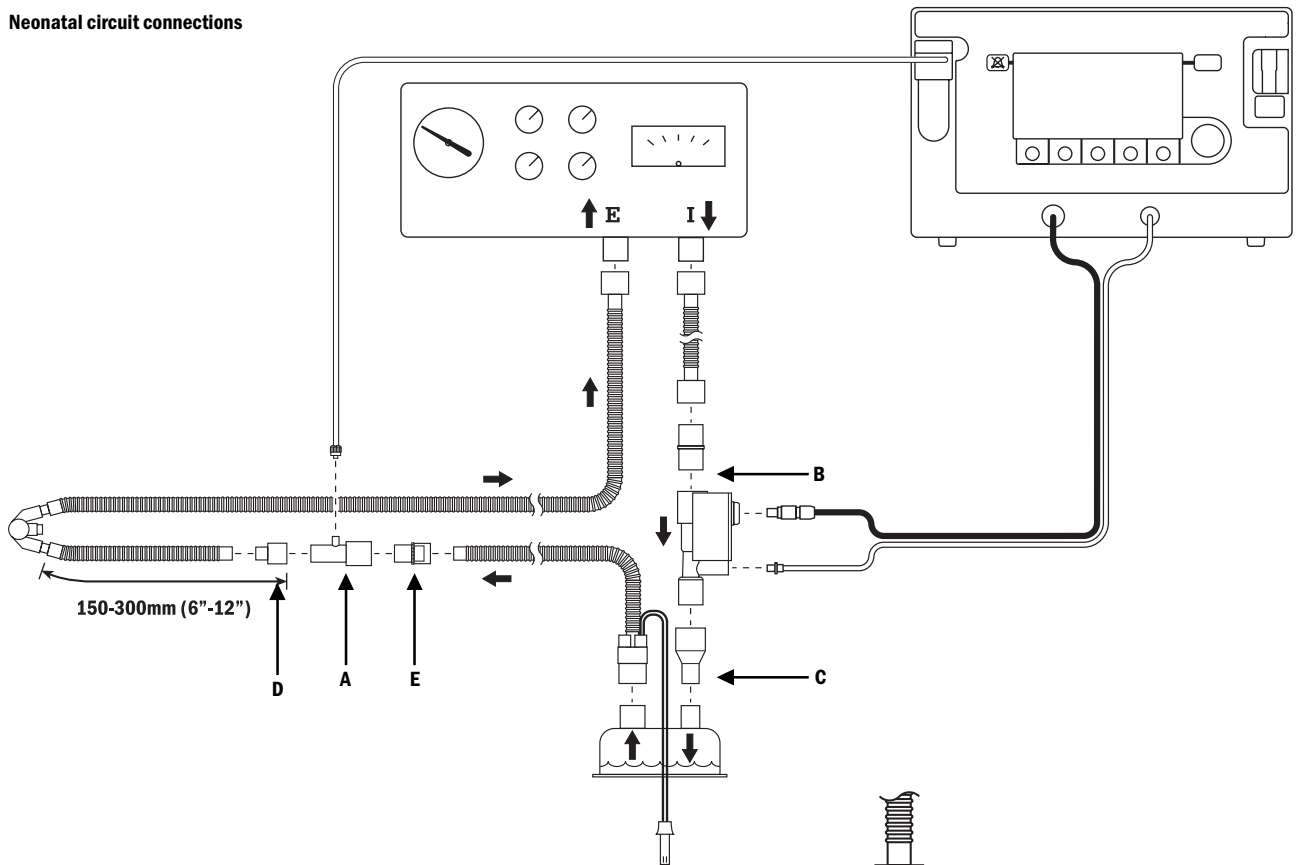 Neonatal circuit connections
E I
B
150-300mm (6”-12”)
D
A
E
C